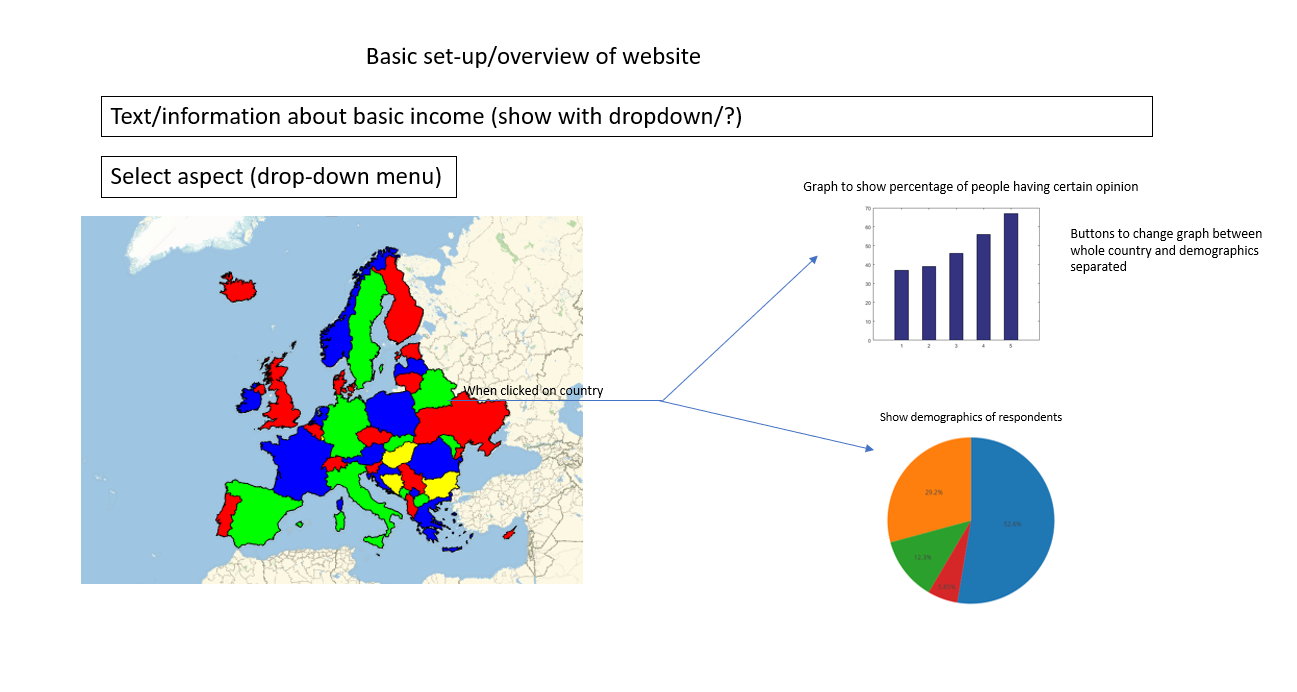 Basic set-up/overview of website
Text/information about basic income (show with dropdown/?)
Select aspect (drop-down menu)
Graph to show percentage of people having certain opinion
70
60
50
40
30
20
10
0
1 2 3 4 5
Buttons to change graph between
whole country and demographics
separated
When clicked on country
Show demographics of respondents
29.2%
12.3%